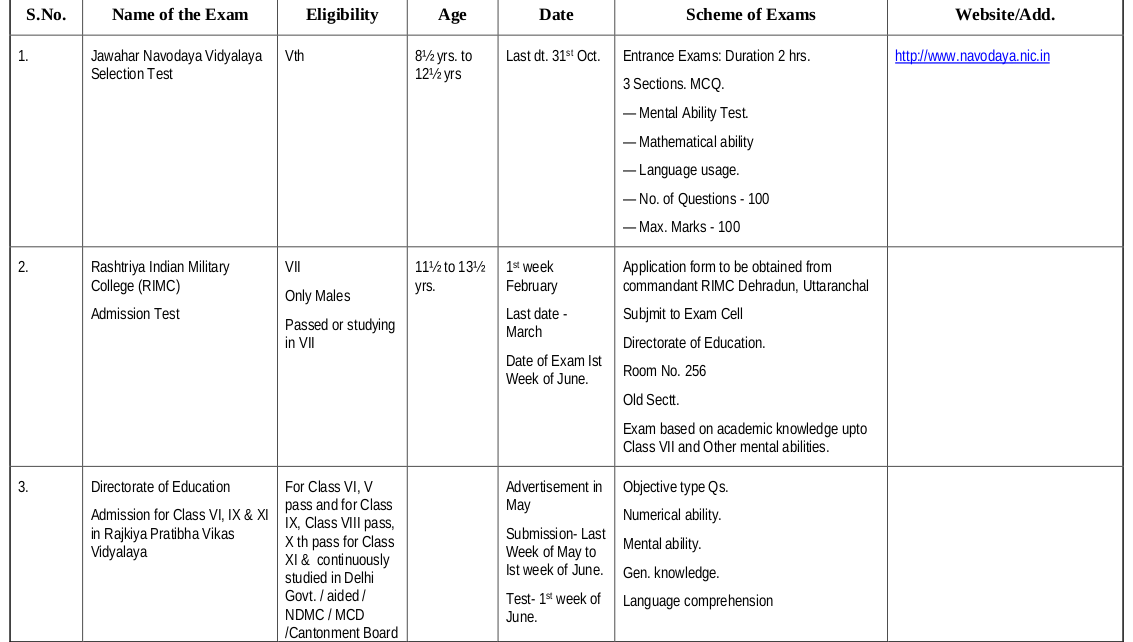 S.No. Name of the Exam Eligibility Age Date Scheme of Exams Website/Add.
1.
Jawahar Navodaya Vidyalaya
Selection Test
Vth
8½ yrs. to
12½ yrs
Last dt. 31st Oct.
Entrance Exams: Duration 2 hrs.
3 Sections. MCQ.
— Mental Ability Test.
— Mathematical ability
— Language usage.
— No. of Questions - 100
— Max. Marks - 100
http://www.navodaya.nic.in
2.
Rashtriya Indian Military
College (RIMC)
Admission Test
VII
Only Males
Passed or studying
in VII
11½ to 13½
yrs.
1st week
February
Last date -
March
Date of Exam Ist
Week of June.
Application form to be obtained from
commandant RIMC Dehradun, Uttaranchal
Subjmit to Exam Cell
Directorate of Education.
Room No. 256
Old Sectt.
Exam based on academic knowledge upto
Class VII and Other mental abilities.
3.
Directorate of Education
Admission for Class VI, IX & XI
in Rajkiya Pratibha Vikas
Vidyalaya
For Class VI, V
pass and for Class
IX, Class VIII pass,
X th pass for Class
XI & continuously
studied in Delhi
Govt. / aided /
NDMC / MCD
/Cantonment Board
Advertisement in
May
Submission- Last
Week of May to
Ist week of June.
Test- 1st week of
June.
Objective type Qs.
Numerical ability.
Mental ability.
Gen. knowledge.
Language comprehension